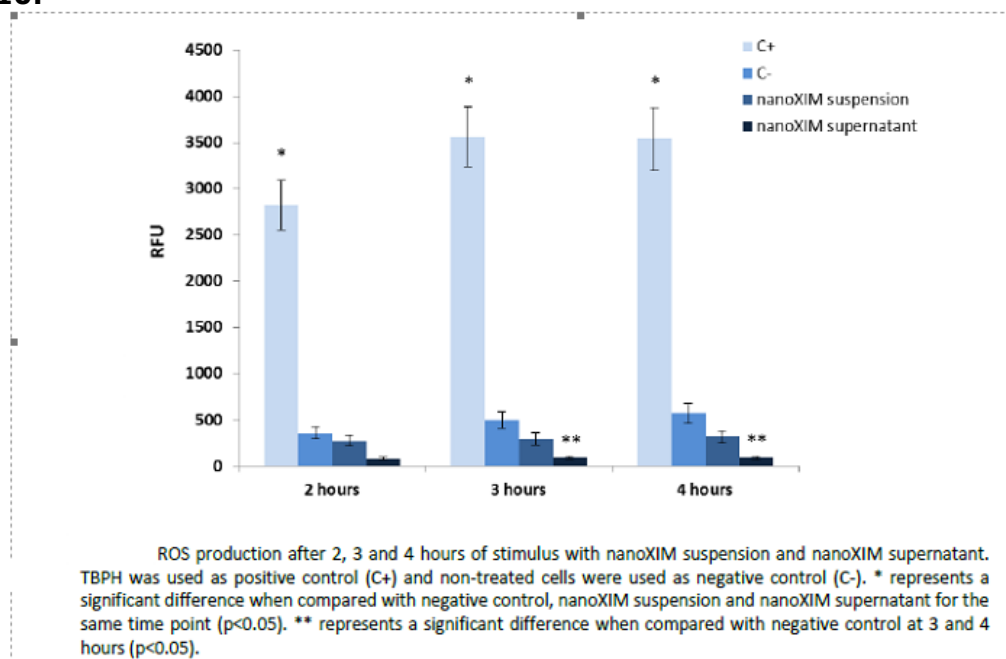 4500
4000
3500
3000
2500
2000
1500
1000
500
0
RFU
*
*
*
**
**
2 hours
3 hours
4 hours
C+
C-
nanoXIM suspension
nanoXIM supernatant
ROS production after 2, 3 and 4 hours of stimulus with nanoXIM suspension and nanoXIM supernatant.
TBPH was used as positive control (C+) and non-treated cells were used as negative control (C-). * represents a
significant difference when compared with negative control, nanoXIM suspension and nanoXIM supernatant for the
same time point (p<0.05). ** represents a significant difference when compared with negative control at 3 and 4
hours (p<0.05).